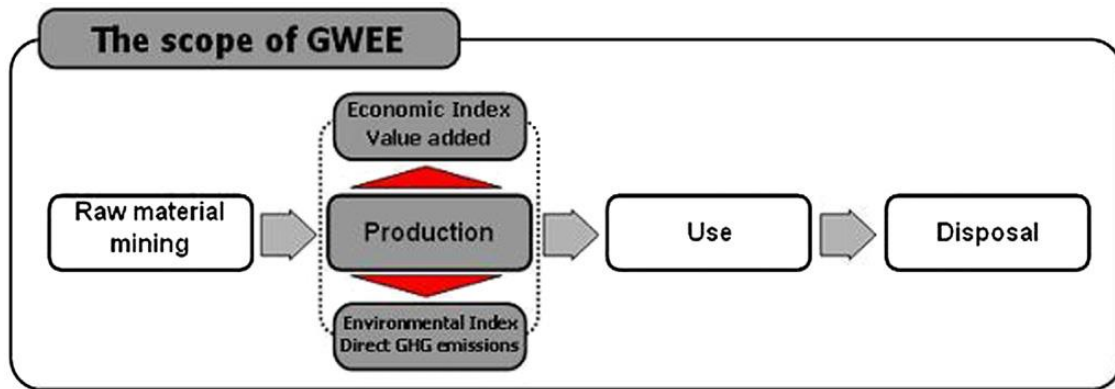 The scope of GWEE
Economic Index
Value added
Raw material
mining
Production
Use
Disposal
Environmental Index
Direct GHG emissions